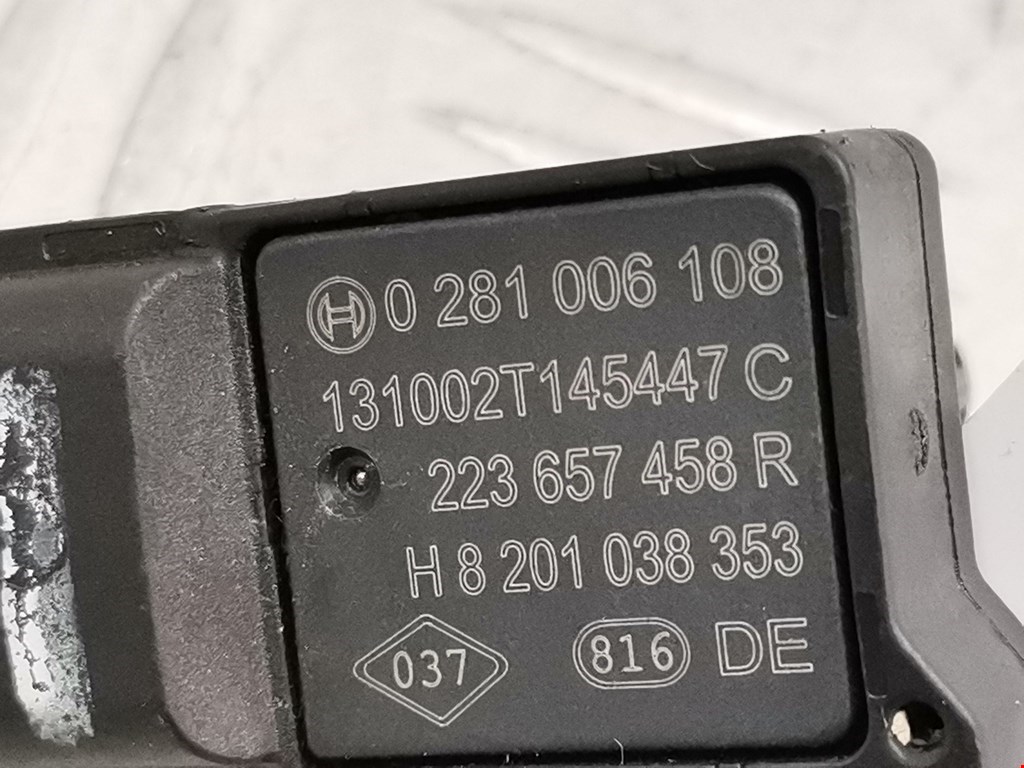 0 281 006 108
131002T145447 C
223 657 458 R
H 8 201 038 353
037 816 DE